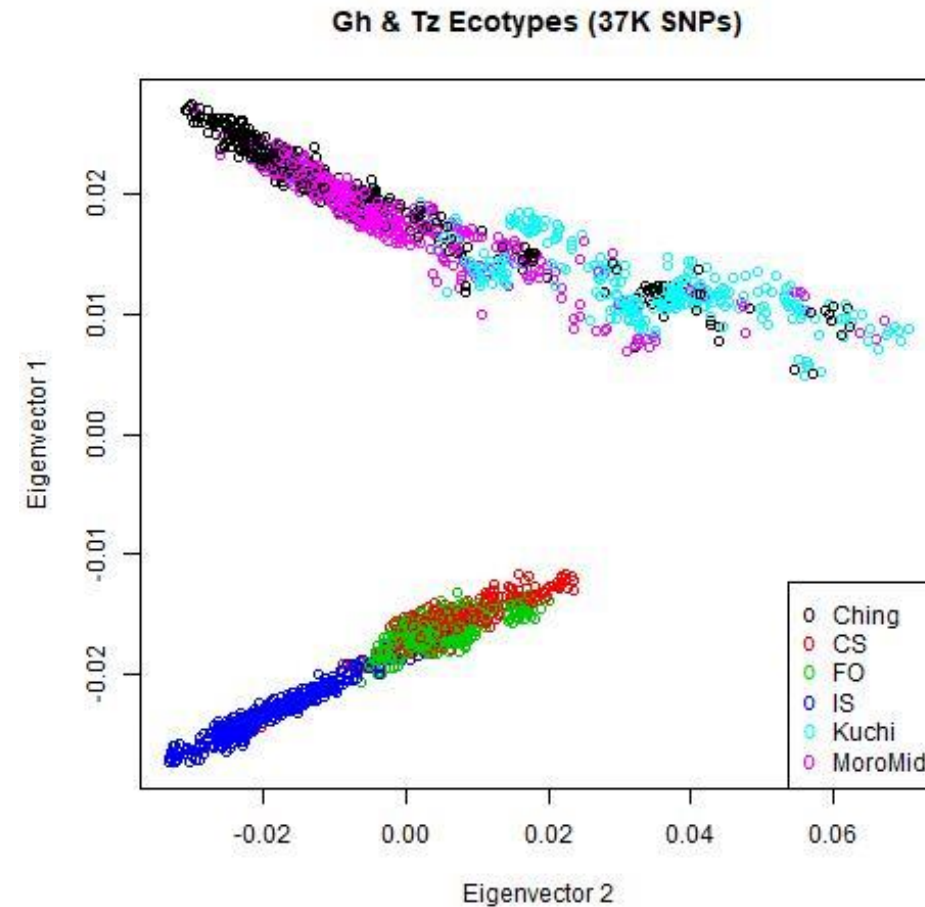 Gh & Tz Ecotypes (37K SNPs)
Eigenvector 1
0.02
0.01
0.00
-0.01
-0.02
Ching
CS
FO
IS
Kuchi
MoroMid
-0.02
0.00
0.02
0.04
0.06
Eigenvector 2